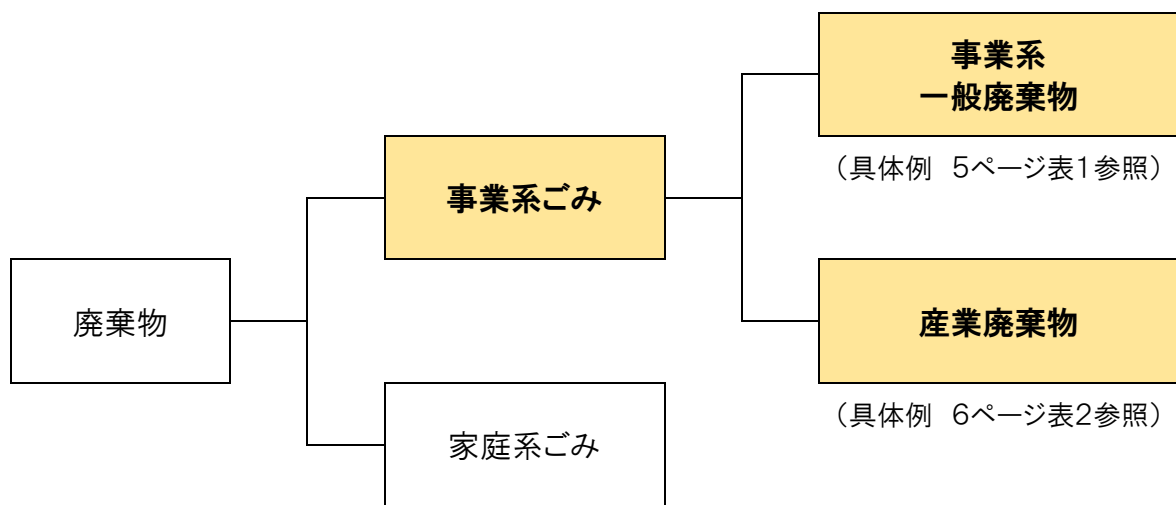 事業系
一般廃棄物
（具体例　5ページ表1参照）
事業系ごみ
廃棄物
産業廃棄物
（具体例　6ページ表2参照）
家庭系ごみ